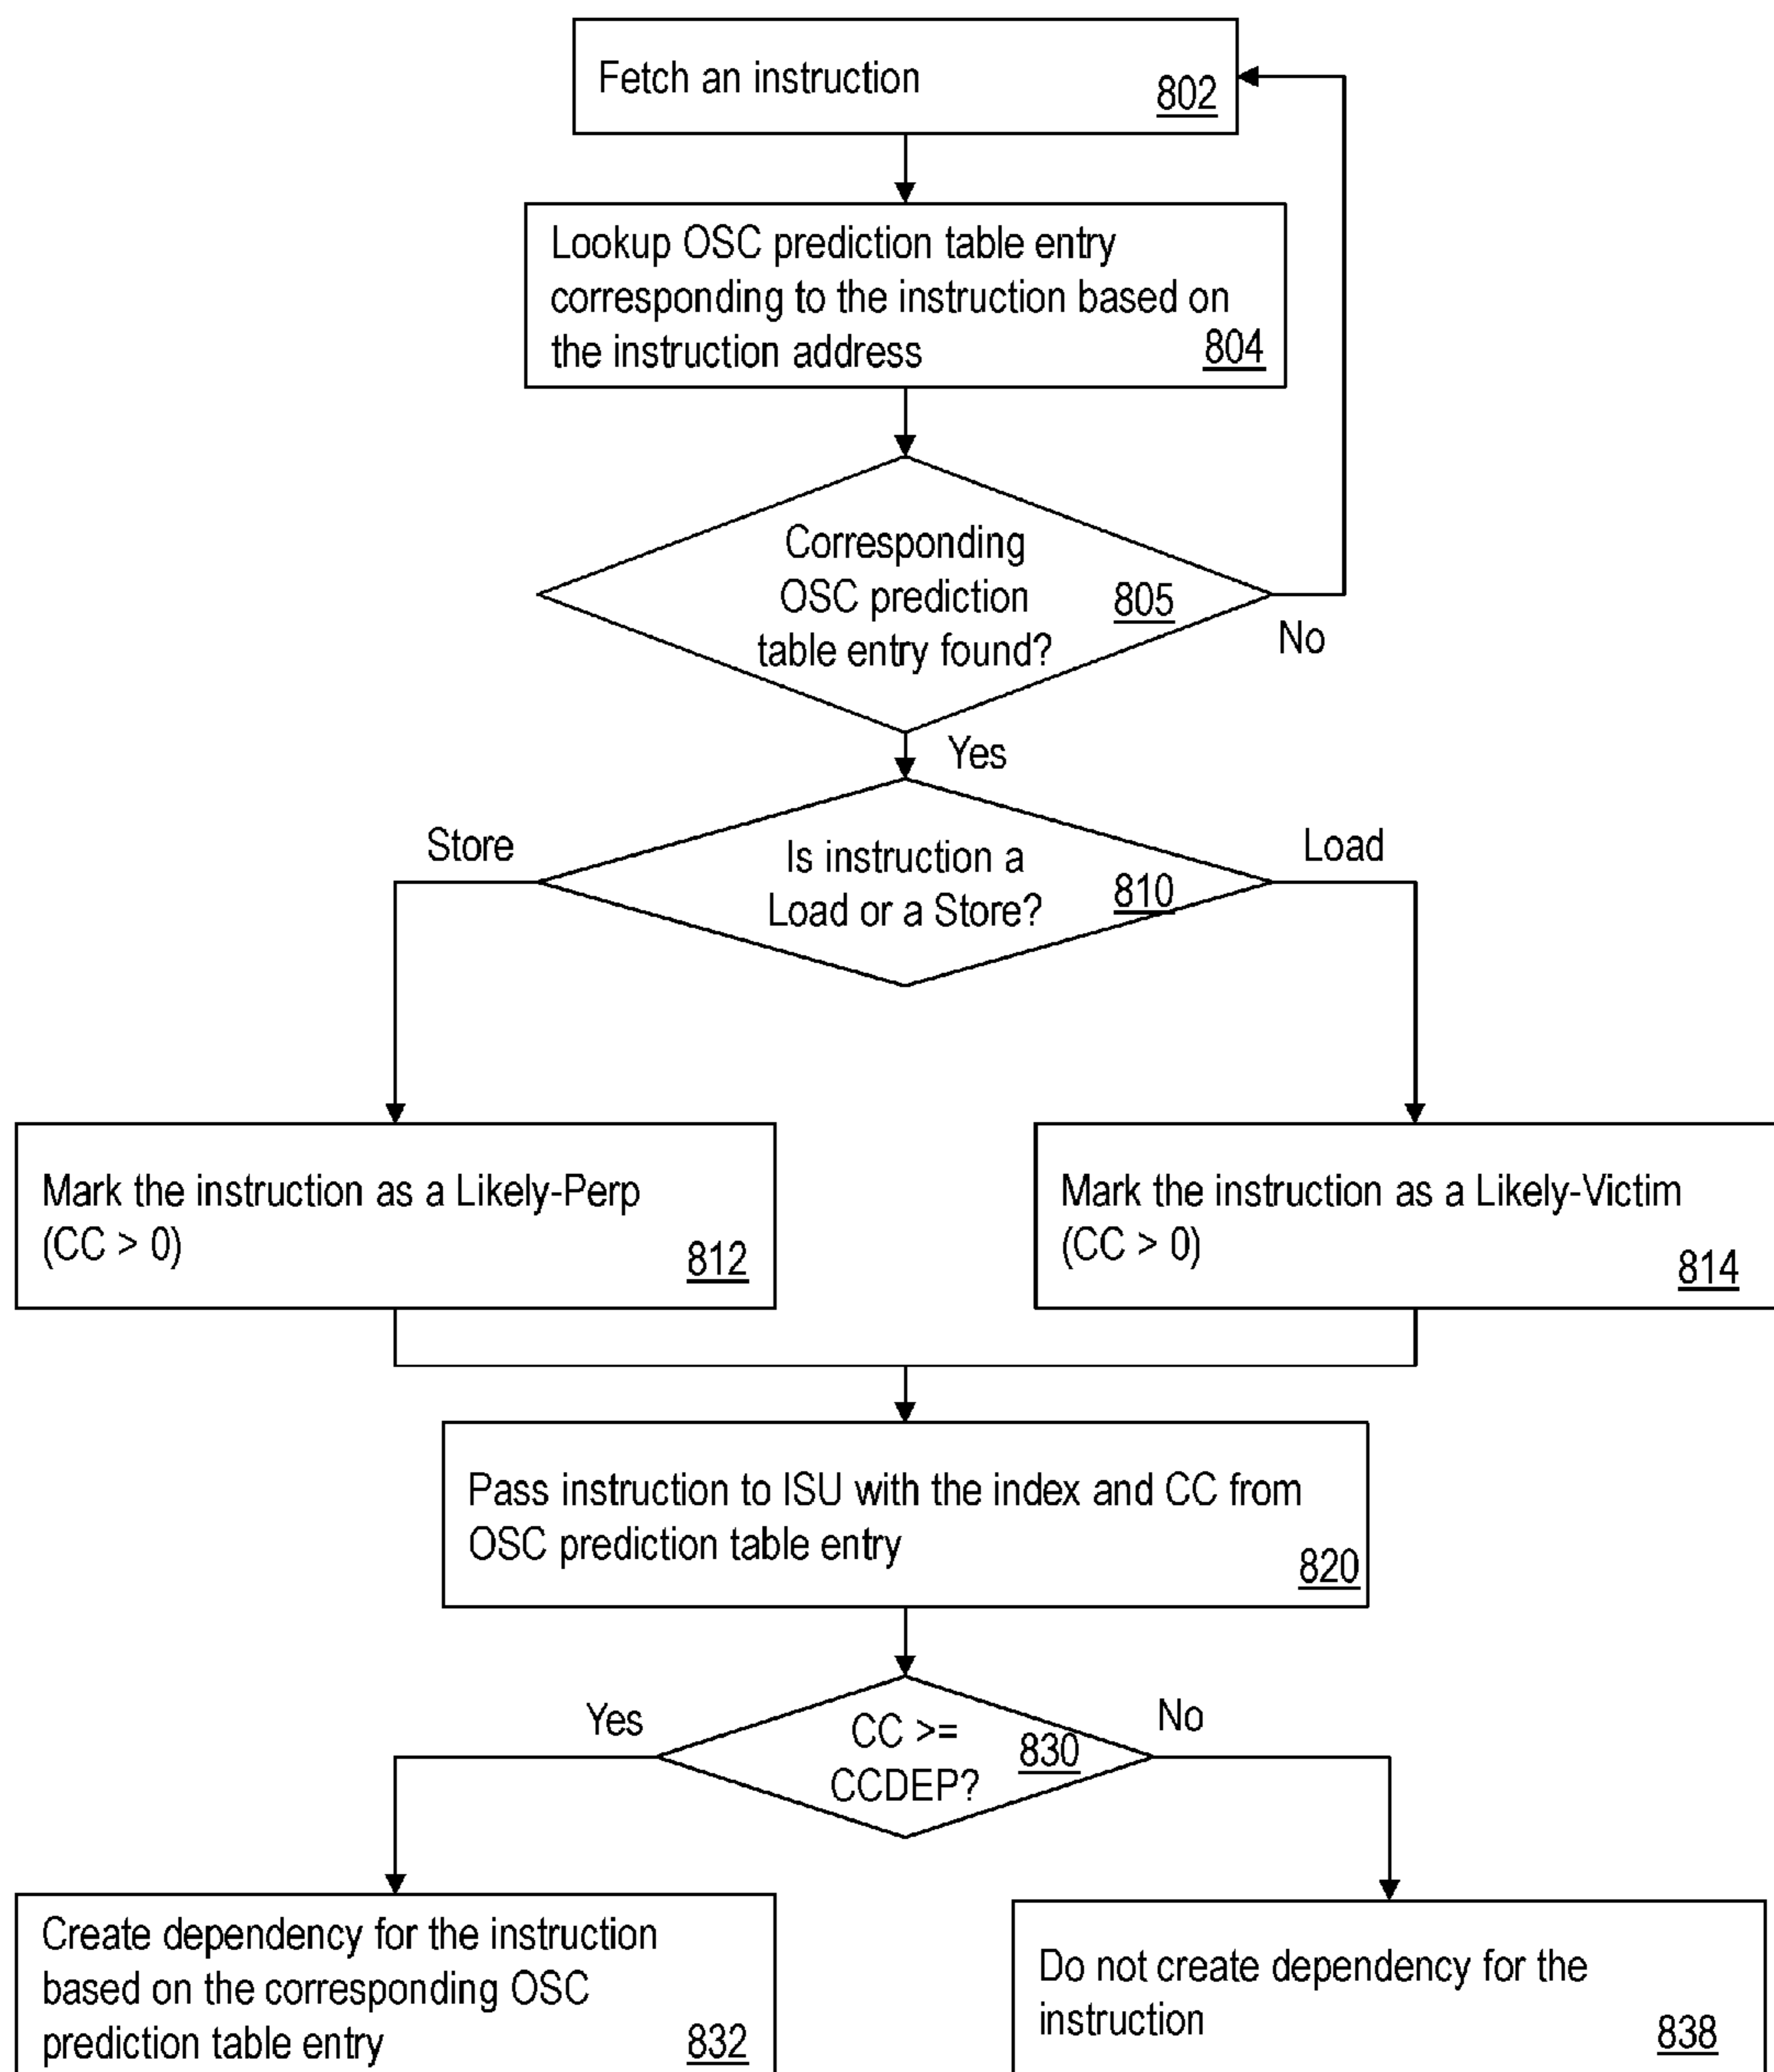 Fetch an instruction
802
Lookup OSC prediction table entry
corresponding to the instruction based on
the instruction address
804
Corresponding
OSC prediction
table entry found?
805
No
Yes
Store
Load
Is instruction a
Load or a Store?
810
Mark the instruction as a Likely-Perp
(CC > 0)
812
Mark the instruction as a Likely-Victim
(CC > 0)
814
Pass instruction to ISU with the index and CC from
OSC prediction table entry
820
Yes
No
CC >=
CCDEP?
830
Create dependency for the instruction
based on the corresponding OSC
prediction table entry
832
Do not create dependency for the
instruction
838